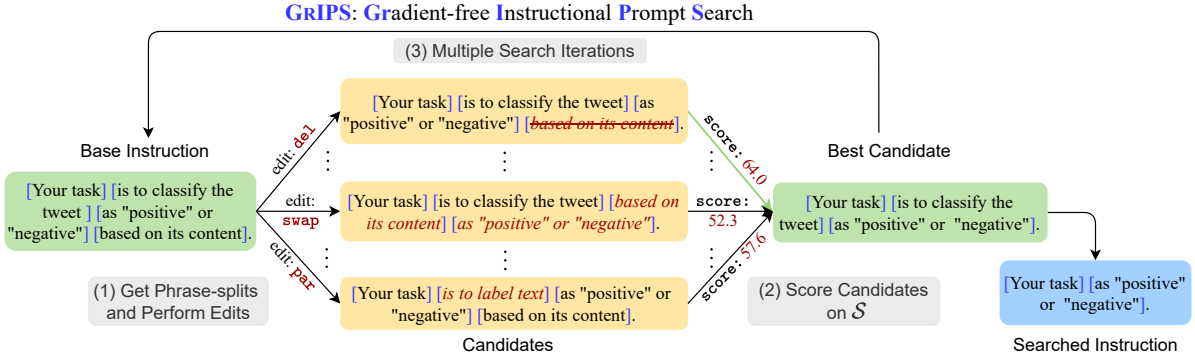 GRIPS: Gradient-free Instructional Prompt Search
(3) Multiple Search Iterations
Base Instruction
[Your task] [is to classify the
tweet ] [as "positive" or
"negative"] [based on its content].
(1) Get Phrase-splits
and Perform Edits
edit: del
edit:
swap
edit: par
[Your task] [is to classify the tweet] [as
"positive" or "negative"] [based on its content].
[Your task] [is to classify the tweet] [based on
its content] [as "positive" or "negative"].
[Your task] [is to label text] [as "positive" or
"negative"] [based on its content].
Candidates
score: 64.0
score:
52.3
score: 57.6
(2) Score Candidates
on S
Best Candidate
[Your task] [is to classify the
tweet] [as "positive" or "negative"].
[Your task] [as "positive"
or "negative"].
Searched Instruction